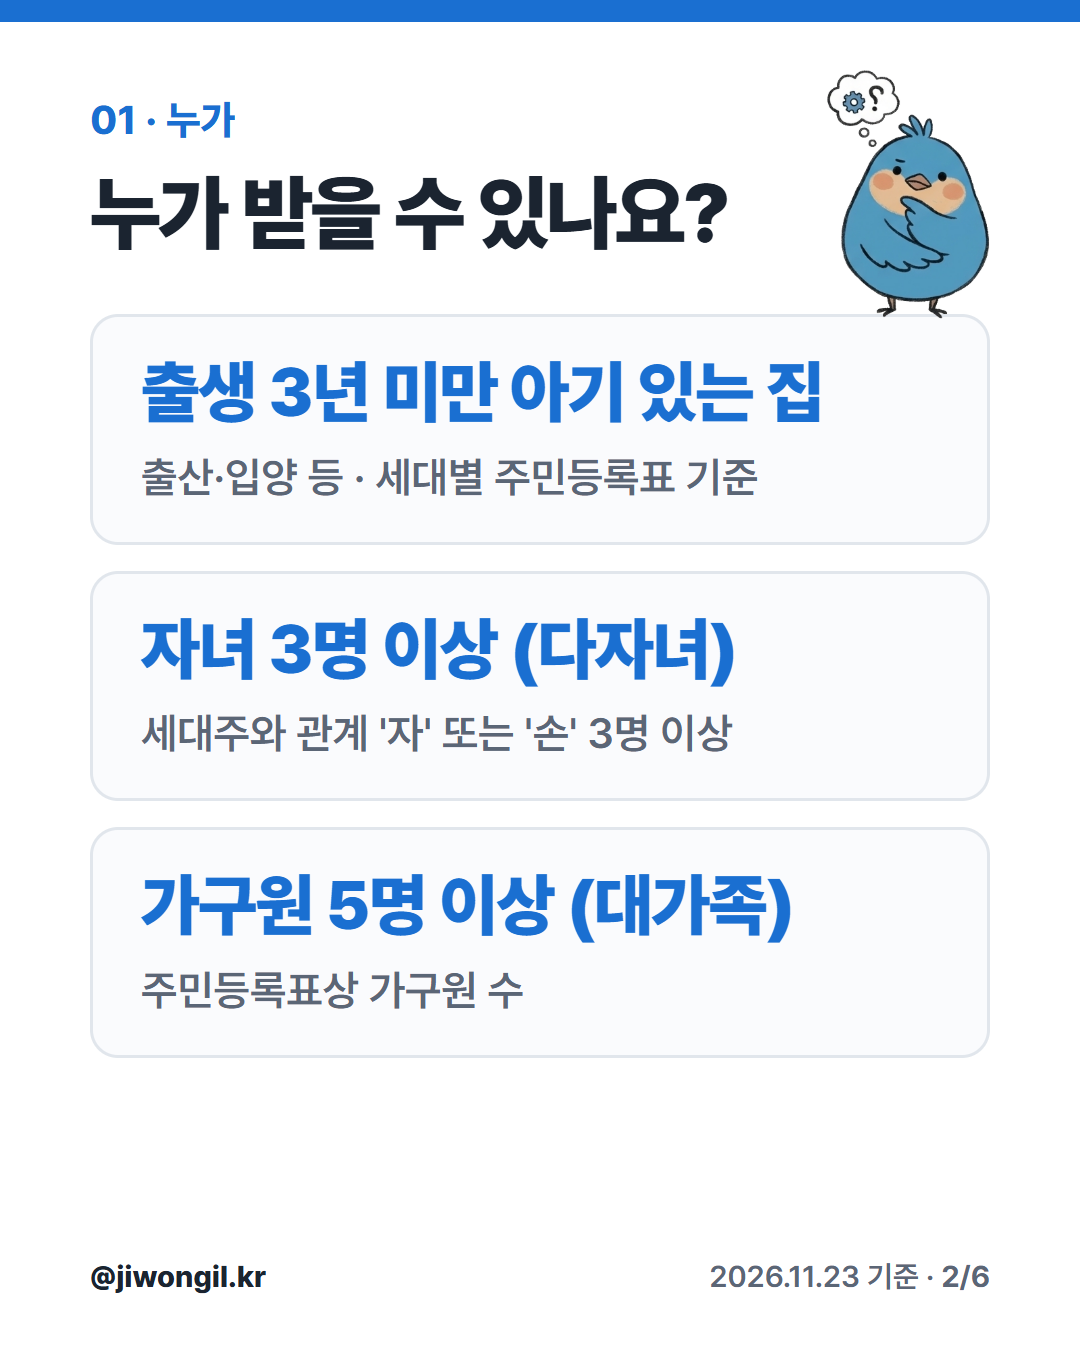 01 · 누가
누가 받을 수 있나요?
출생 3년 미만 아기 있는 집
출산·입양 등 · 세대별 주민등록표 기준
자녀 3명 이상 (다자녀)
세대주와 관계 '자' 또는 '손' 3명 이상
가구원 5명 이상 (대가족)
주민등록표상 가구원 수
@jiwongil.kr
2026.11.23 기준 · 2/6